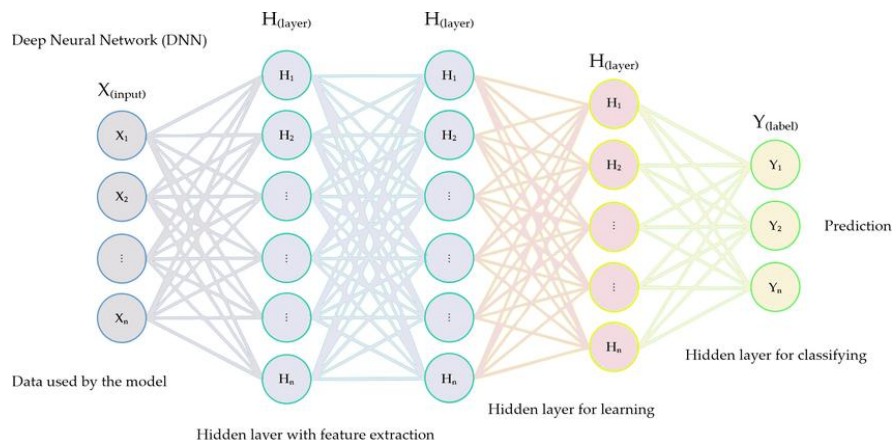 Deep Neural Network (DNN)
X(input)
X1
X2
⋮
Xn
Data used by the model
H(layer)
H1
H2
⋮
⋮
Hn
Hidden layer with feature extraction
H(layer)
H1
H2
⋮
⋮
Hn
Hidden layer for learning
H(layer)
H1
H2
⋮
⋮
Hn
Hidden layer for classifying
Y(label)
Y1
Y2
Yn
Prediction